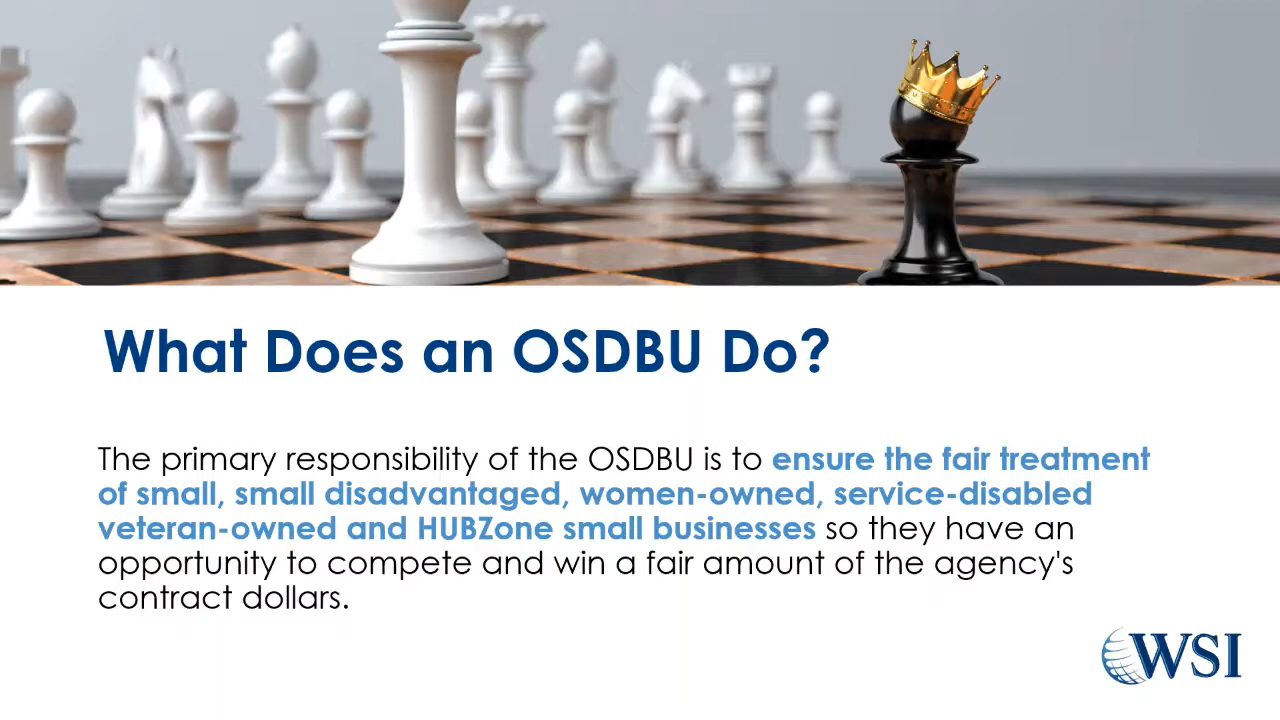 What Does an OSDBU Do?
The primary responsibility of the OSDBU is to ensure the fair treatment
of small, small disadvantaged, women-owned, service-disabled
veteran-owned and HUBZone small businesses so they have an
opportunity to compete and win a fair amount of the agency's
contract dollars.
WSI